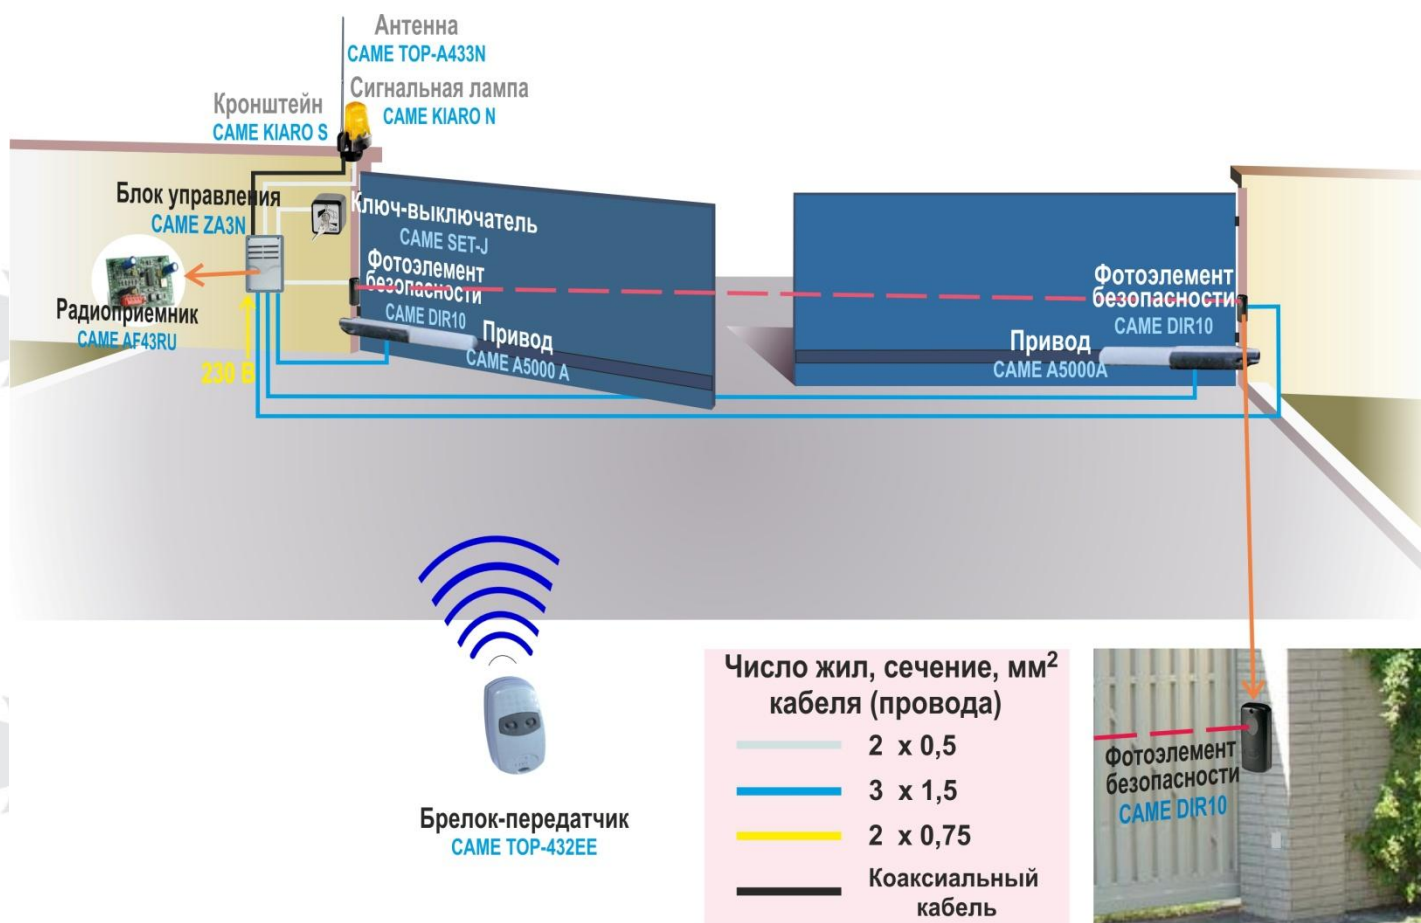 Антенна
CAME TOP-A433N
Сигнальная лампа
CAME KIARO N
Кронштейн
CAME KIARO S
Блок управления
CAME ZA3N
Ключ-выключатель
CAME SET-J
Фотоэлемент
безопасности
CAME DIR10
Привод
CAME A5000 A
Радиоприемник
CAME AF43RU
230 В
Фотоэлемент
безопасности
CAME DIR10
Привод
CAME A5000A
Брелок-передатчик
CAME TOP-432EE
Число жил, сечение, мм²
кабеля (провода)
2 x 0,5
3 x 1,5
2 x 0,75
Коаксиальный
кабель
Фотоэлемент
безопасности
CAME DIR10